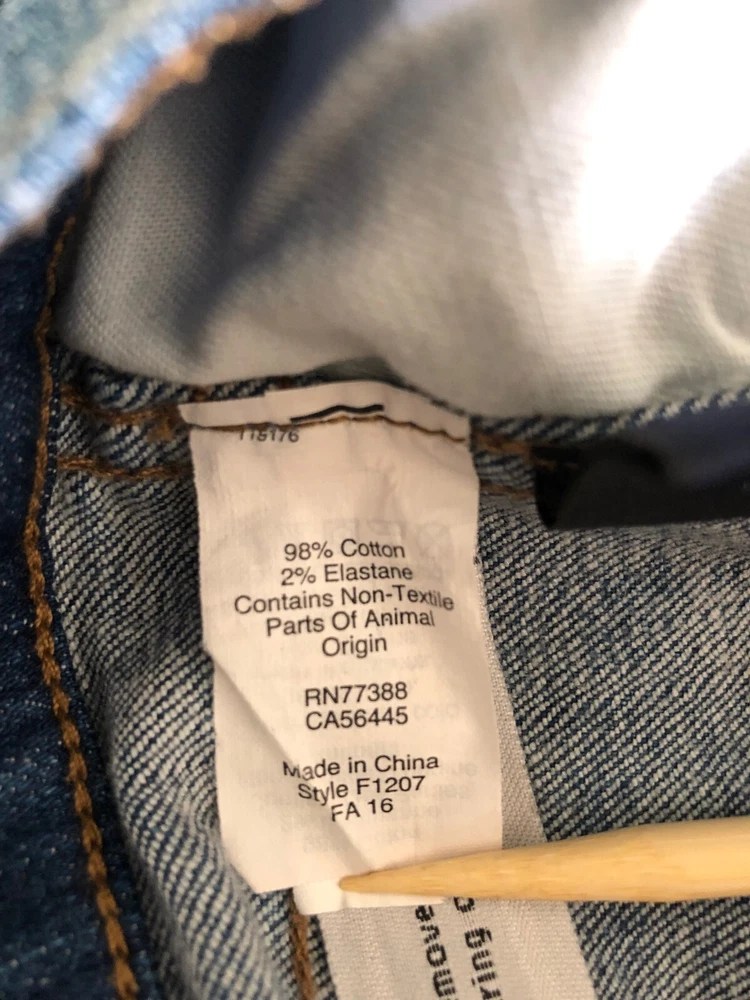 115176
98% Cotton
2% Elastane
Contains Non-Textile
Parts Of Animal
Origin
RN77388
CA56445
Made in China
Style F1207
FA 16